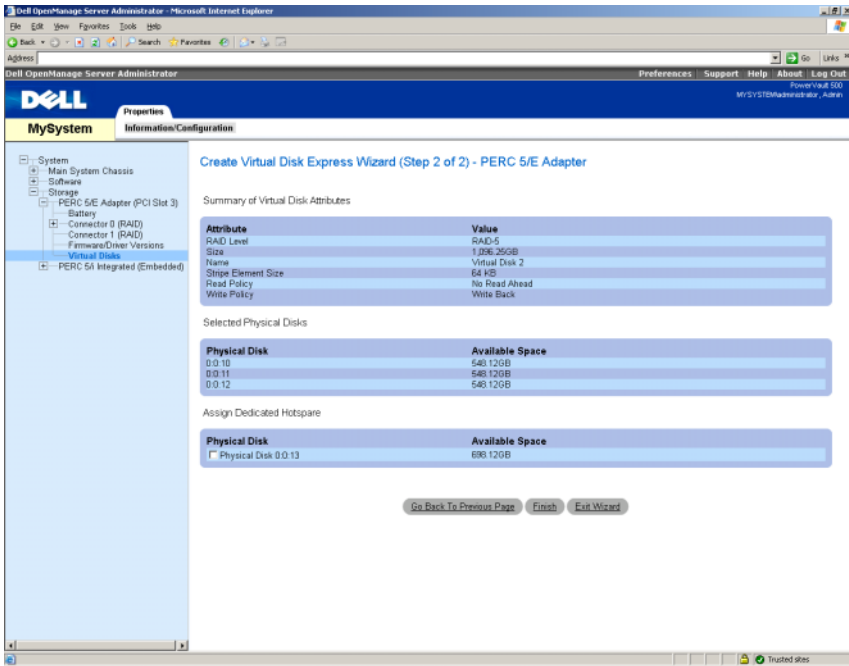 Dell OpenManage Server Administrator - Microsoft Internet Explorer
File Edit View Favorites Tools Help
Back Search Favorites
Address Go Links »
Dell OpenManage Server Administrator Preferences Support Help About Log Out
PowerVault 500
MYSYSTEM\administrator, Admin
DELL
Properties
MySystem Information/Configuration
System
Main System Chassis
Software
Storage
PERC 5/E Adapter (PCI Slot 3)
Battery
Connector 0 (RAID)
Connector 1 (RAID)
Firmware/Driver Versions
Virtual Disks
PERC 5/i Integrated (Embedded)
Create Virtual Disk Express Wizard (Step 2 of 2) - PERC 5/E Adapter
Summary of Virtual Disk Attributes
Attribute Value
RAID Level RAID-5
Size 1,096.25GB
Name Virtual Disk 2
Stripe Element Size 64 KB
Read Policy No Read Ahead
Write Policy Write Back
Selected Physical Disks
Physical Disk Available Space
0:0:10 548.12GB
0:0:11 548.12GB
0:0:12 548.12GB
Assign Dedicated Hotspare
Physical Disk Available Space
Physical Disk 0:0:13 698.12GB
Go Back To Previous Page Finish Exit Wizard
Trusted sites